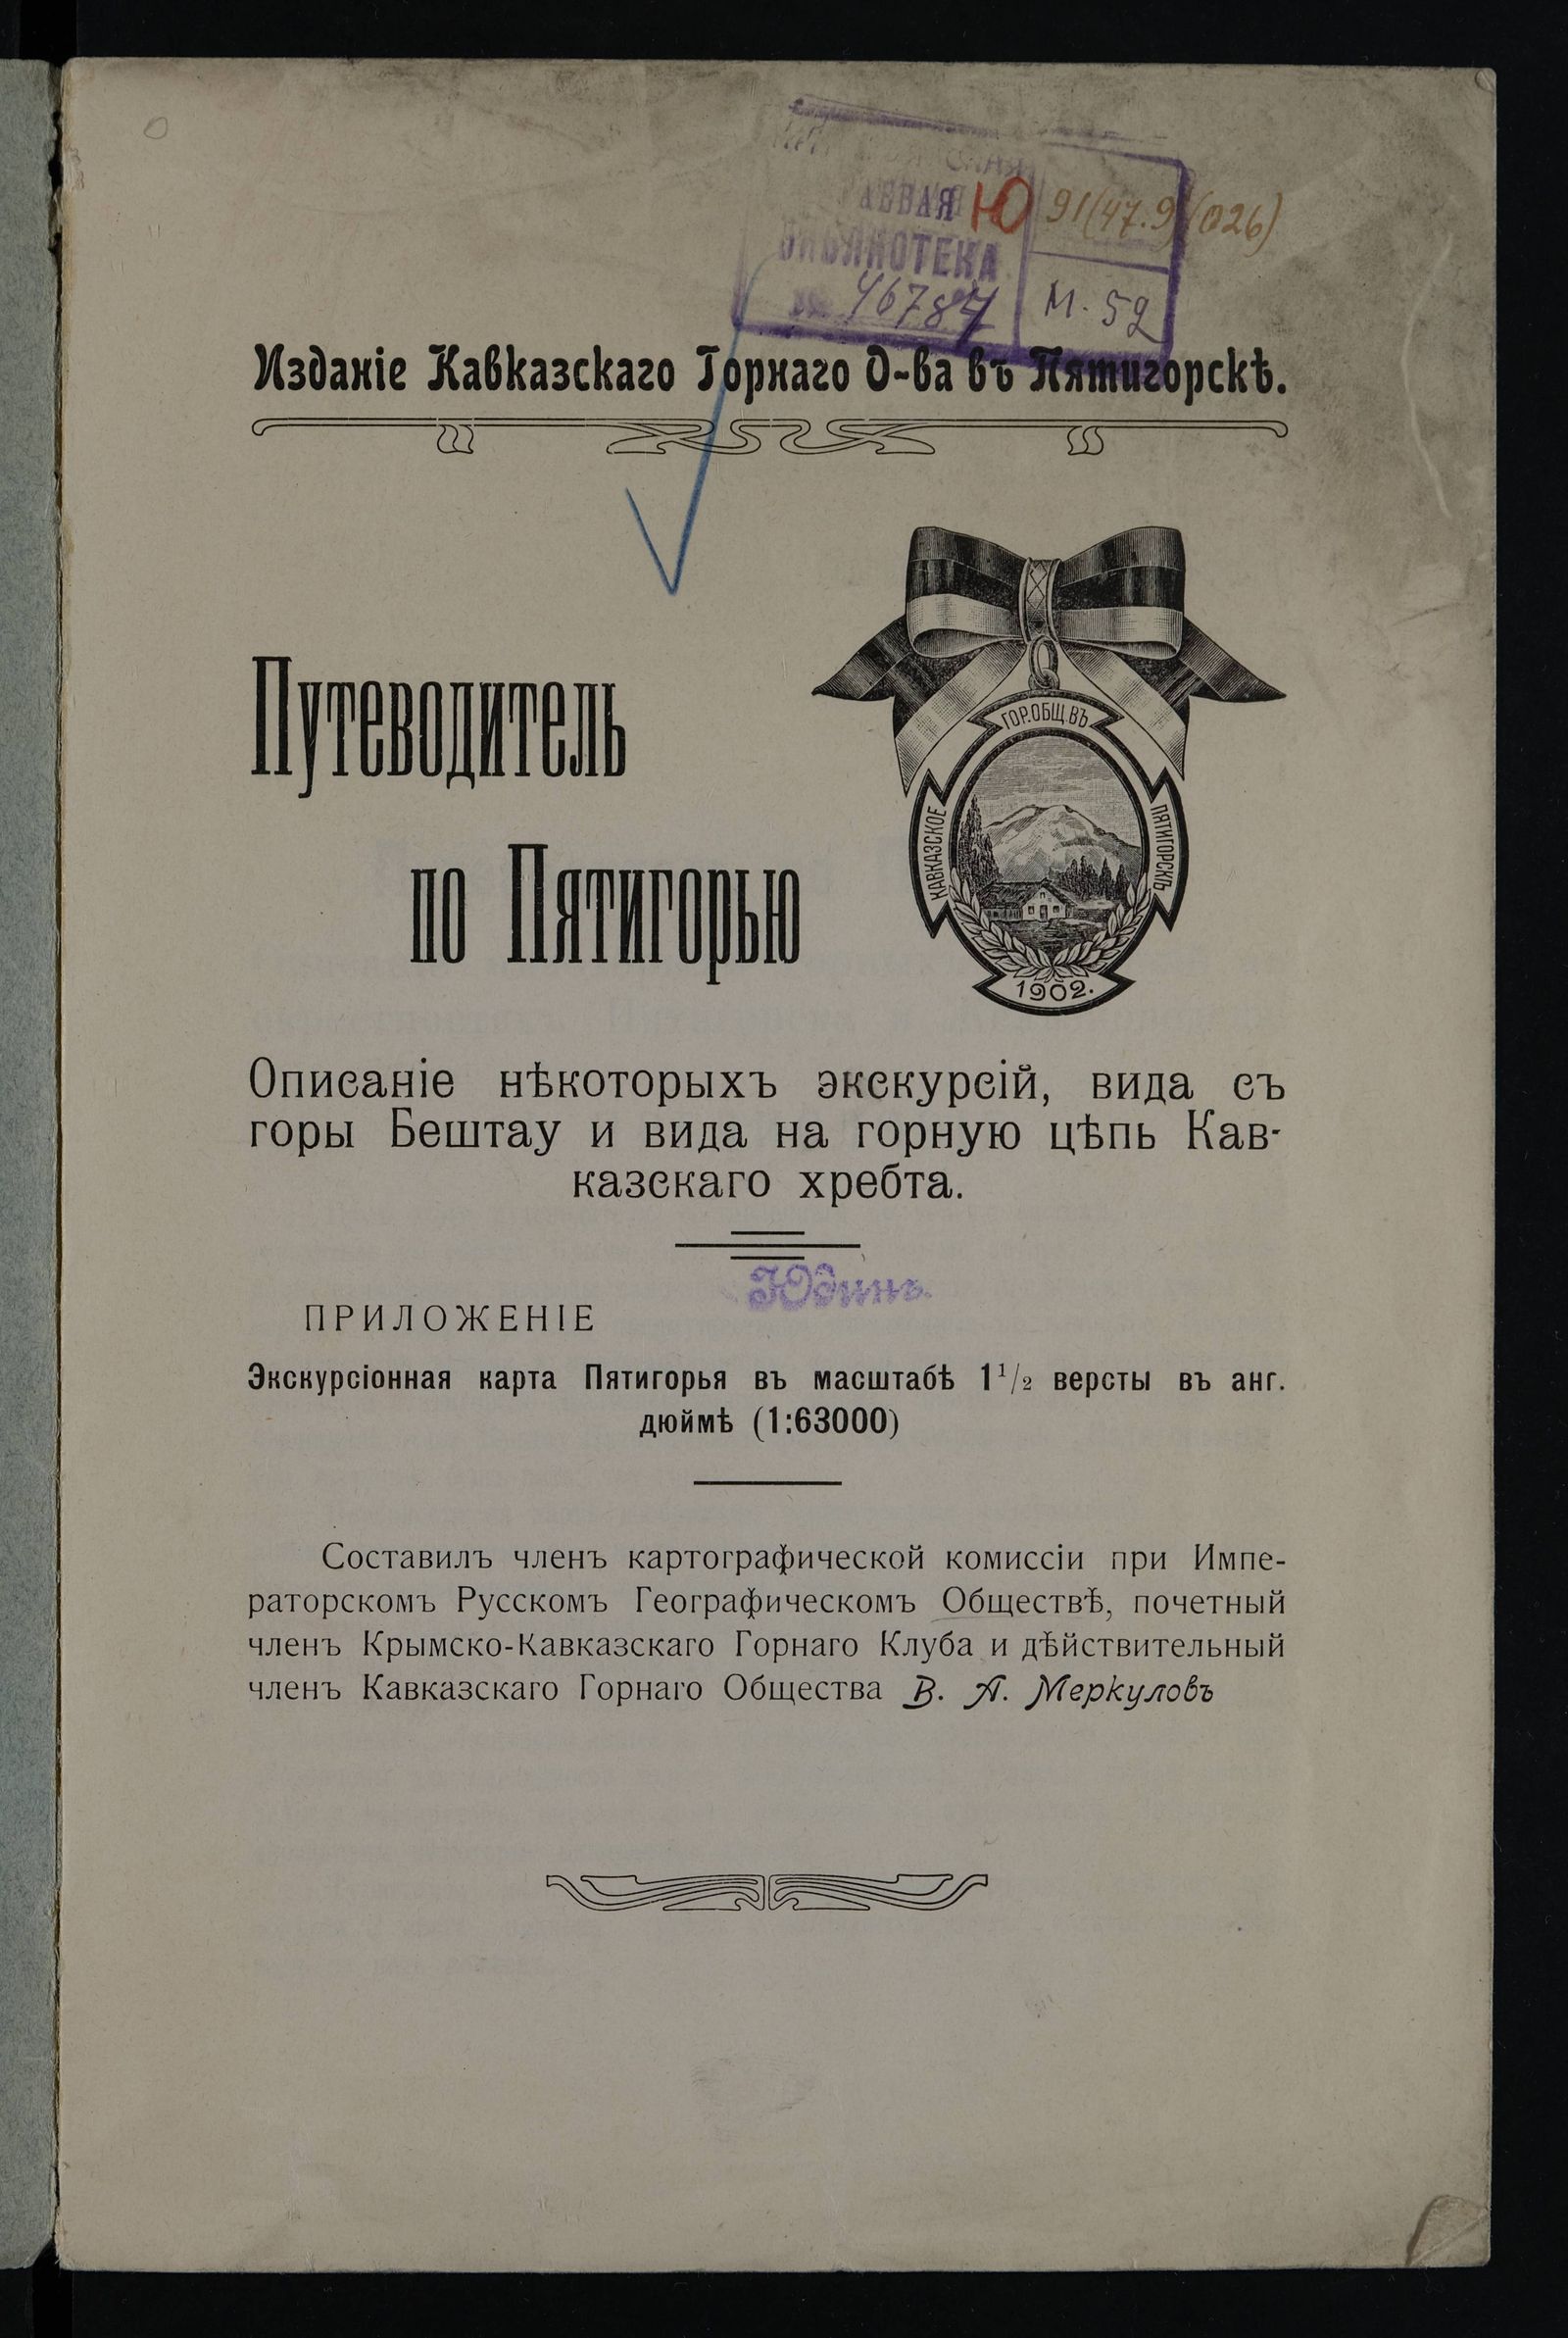 БИБЛИОТЕКА
Ю 91(47.9)(026)
46787
М-52
Изданіе Кавказскаго Горнаго О-ва въ Пятигорскѣ.
Путеводитель
по Пятигорью
ГОР.ОБЩ.ВЪ
КАВКАЗСКОЕ
ПЯТИГОРСКѢ
1902.
Описаніе нѣкоторыхъ экскурсій, вида съ
горы Бештау и вида на горную цѣпь Кав-
казскаго хребта.
Юдинъ.
ПРИЛОЖЕНІЕ
Экскурсіонная карта Пятигорья въ масштабѣ 1¹/₂ версты въ анг.
дюймѣ (1:63000)
Составилъ членъ картографической комиссіи при Импе-
раторскомъ Русскомъ Географическомъ Обществѣ, почетный
членъ Крымско-Кавказскаго Горнаго Клуба и дѣйствительный
членъ Кавказскаго Горнаго Общества В. А. Меркуловъ